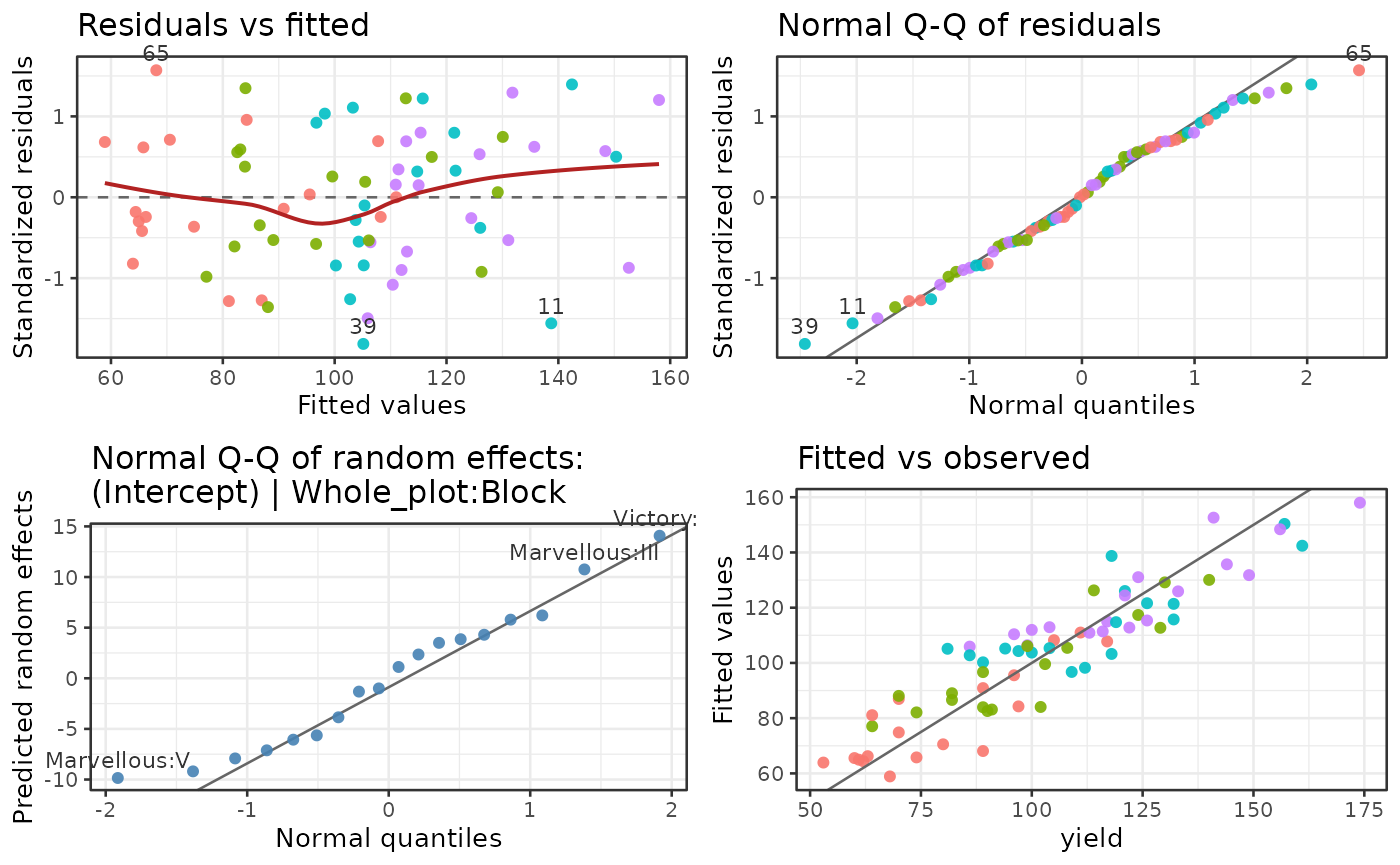 Residuals vs fitted
65
1
0
-1
39
11
60
80
100
120
140
160
Fitted values
Standardized residuals
Normal Q-Q of residuals
65
1
0
-1
39
11
-2
-1
0
1
2
Normal quantiles
Standardized residuals
Normal Q-Q of random effects:
(Intercept) | Whole_plot:Block
Victory:
Marvellous:III
Marvellous:V
15
10
5
0
-5
-10
-2
-1
0
1
2
Normal quantiles
Predicted random effects
Fitted vs observed
160
140
120
100
80
60
50
75
100
125
150
175
yield
Fitted values